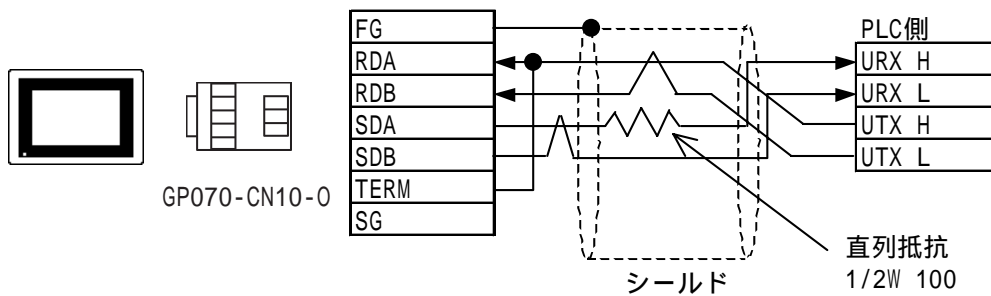 GP070-CN10-O
FG
RDA
RDB
SDA
SDB
TERM
SG
シールド
PLC側
URX H
URX L
UTX H
UTX L
直列抵抗
1/2W 100